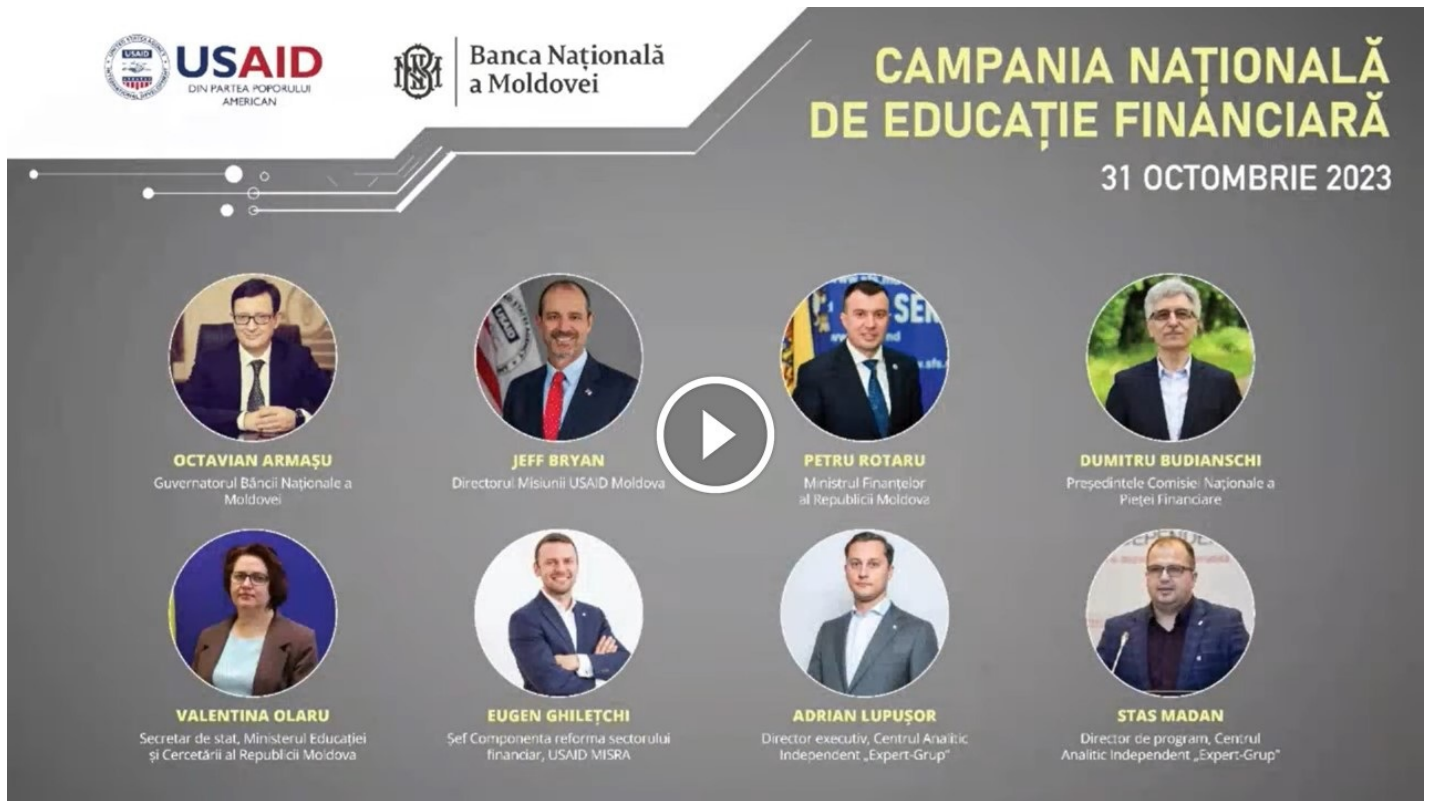 USAID
DIN PARTEA POPORULUI
AMERICAN
Banca Națională
a Moldovei
CAMPANIA NAȚIONALĂ
DE EDUCAȚIE FINANCIARĂ
31 OCTOMBRIE 2023
OCTAVIAN ARMAȘU
Guvernatorul Băncii Naționale a
Moldovei
JEFF BRYAN
Directorul Misiunii USAID Moldova
PETRU ROTARU
Ministrul Finanțelor
al Republicii Moldova
DUMITRU BUDIANSCHI
Președintele Comisiei Naționale a
Pieței Financiare
VALENTINA OLARU
Secretar de stat, Ministerul Educației
și Cercetării al Republicii Moldova
EUGEN GHILEȚCHI
Șef Componenta reforma sectorului
financiar, USAID MISRA
ADRIAN LUPUȘOR
Director executiv, Centrul Analitic
Independent „Expert-Grup”
STAS MADAN
Director de program, Centrul
Analitic Independent „Expert-Grup”